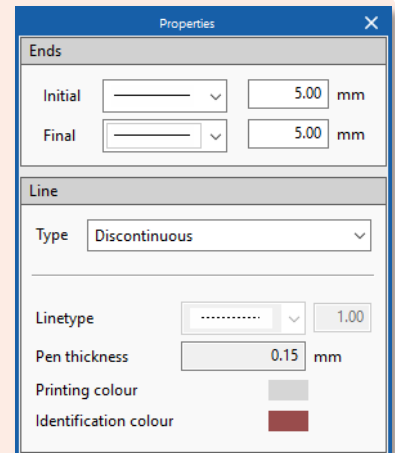 Properties
Ends
Initial 5.00 mm
Final 5.00 mm
Line
Type Discontinuous
Linetype 1.00
Pen thickness 0.15 mm
Printing colour
Identification colour